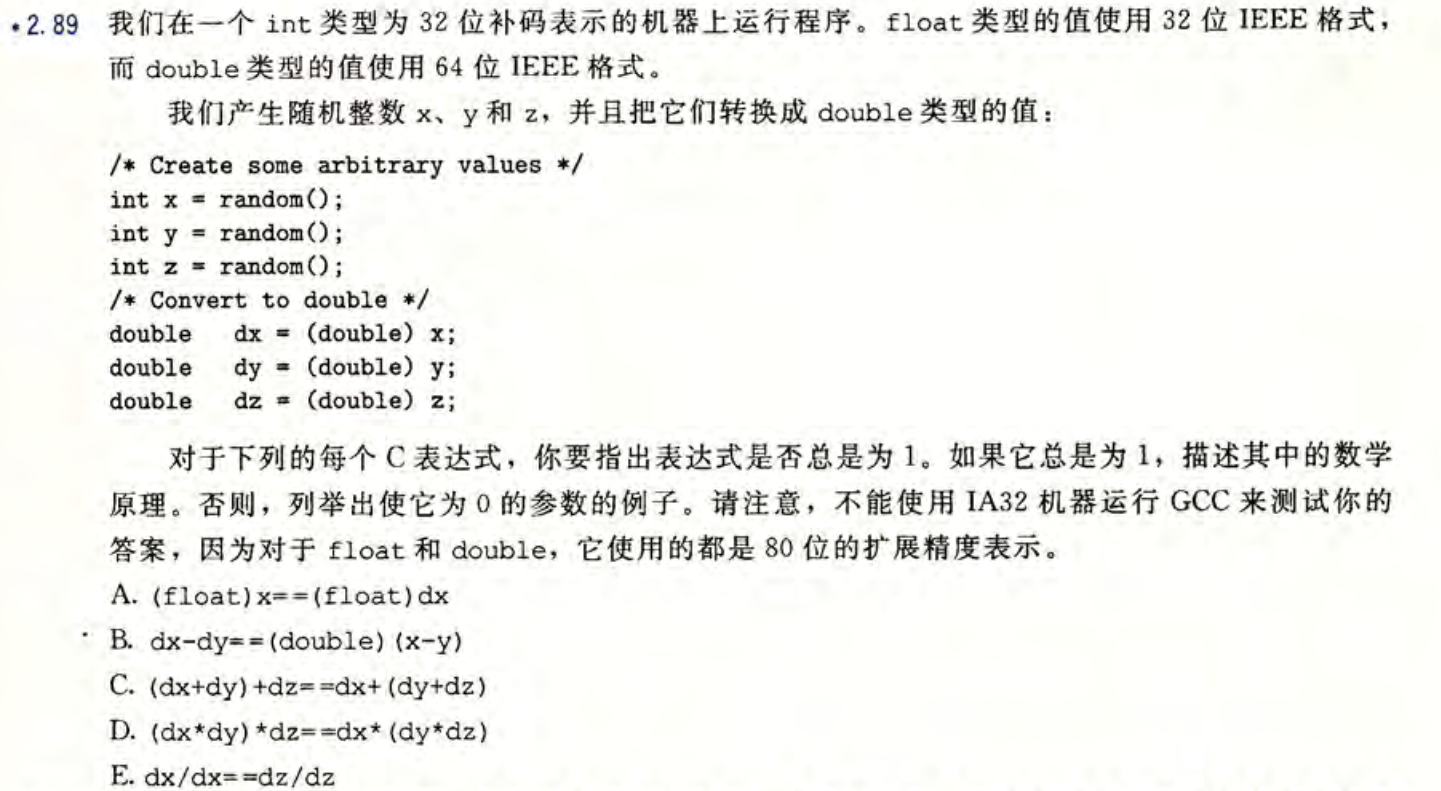 •2.89 我们在一个 int 类型为 32 位补码表示的机器上运行程序。float 类型的值使用 32 位 IEEE 格式，
而 double 类型的值使用 64 位 IEEE 格式。
我们产生随机整数 x、y 和 z，并且把它们转换成 double 类型的值：
/* Create some arbitrary values */
int x = random();
int y = random();
int z = random();
/* Convert to double */
double   dx = (double) x;
double   dy = (double) y;
double   dz = (double) z;
对于下列的每个 C 表达式，你要指出表达式是否总是为 1。如果它总是为 1，描述其中的数学
原理。否则，列举出使它为 0 的参数的例子。请注意，不能使用 IA32 机器运行 GCC 来测试你的
答案，因为对于 float 和 double，它使用的都是 80 位的扩展精度表示。
A. (float)x==(float)dx
B. dx-dy==(double)(x-y)
C. (dx+dy)+dz==dx+(dy+dz)
D. (dx*dy)*dz==dx*(dy*dz)
E. dx/dx==dz/dz